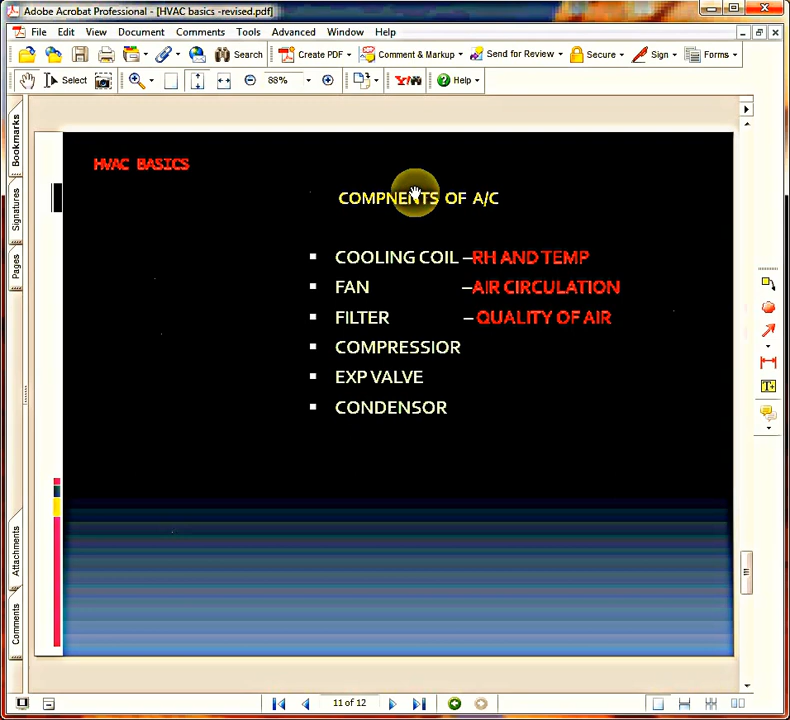 Adobe Acrobat Professional - [HVAC basics -revised.pdf]
File Edit View Document Comments Tools Advanced Window Help
Search Create PDF Comment & Markup Send for Review Secure Sign Forms
Select 88% Y! Help
Bookmarks
Signatures
Pages
Attachments
Comments
HVAC BASICS
COMPNENTS OF A/C
▪ COOLING COIL –RH AND TEMP
▪ FAN –AIR CIRCULATION
▪ FILTER – QUALITY OF AIR
▪ COMPRESSIOR
▪ EXP VALVE
▪ CONDENSOR
11 of 12